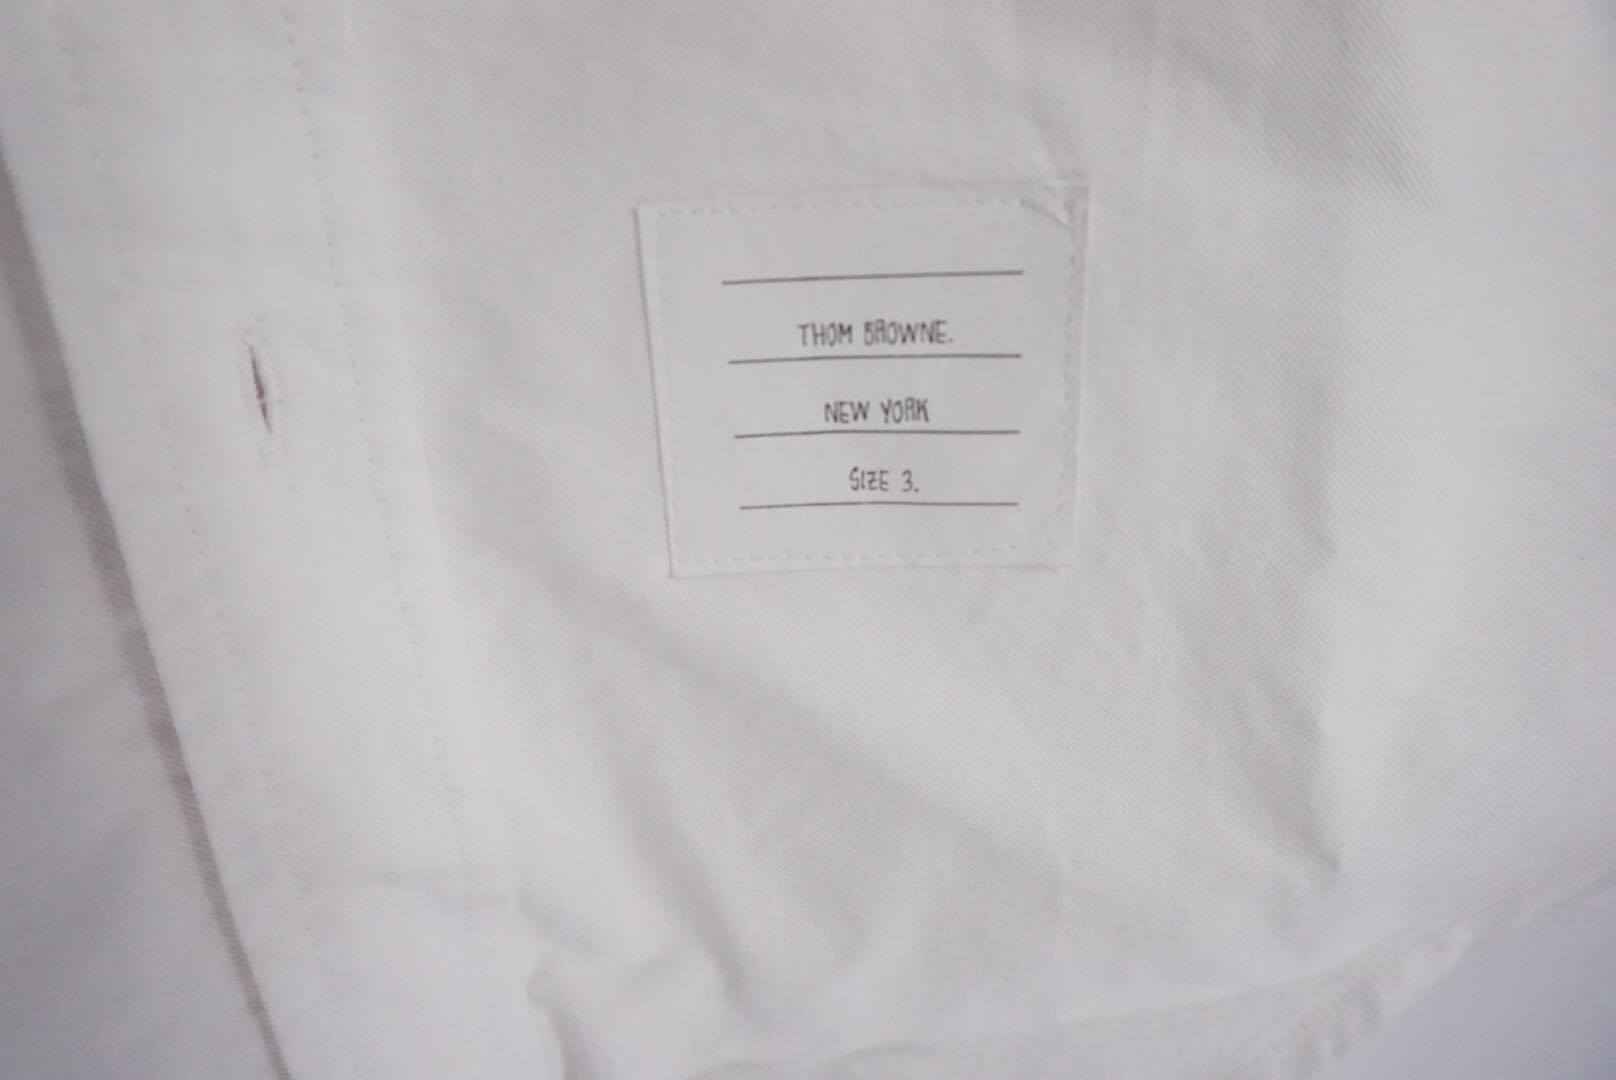 THOM BROWNE.
NEW YORK
SIZE 3.